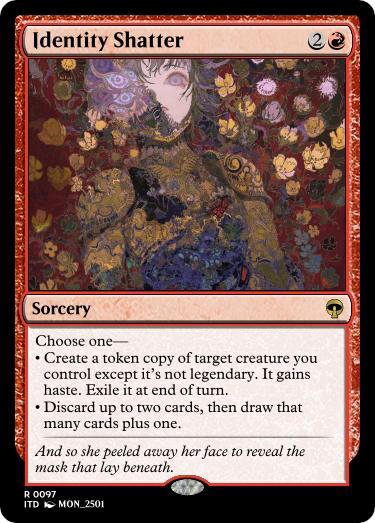 Identity Shatter 2
Sorcery
Choose one—
• Create a token copy of target creature you
control except it's not legendary. It gains
haste. Exile it at end of turn.
• Discard up to two cards, then draw that
many cards plus one.
And so she peeled away her face to reveal the
mask that lay beneath.
R 0097
ITD MON_2501